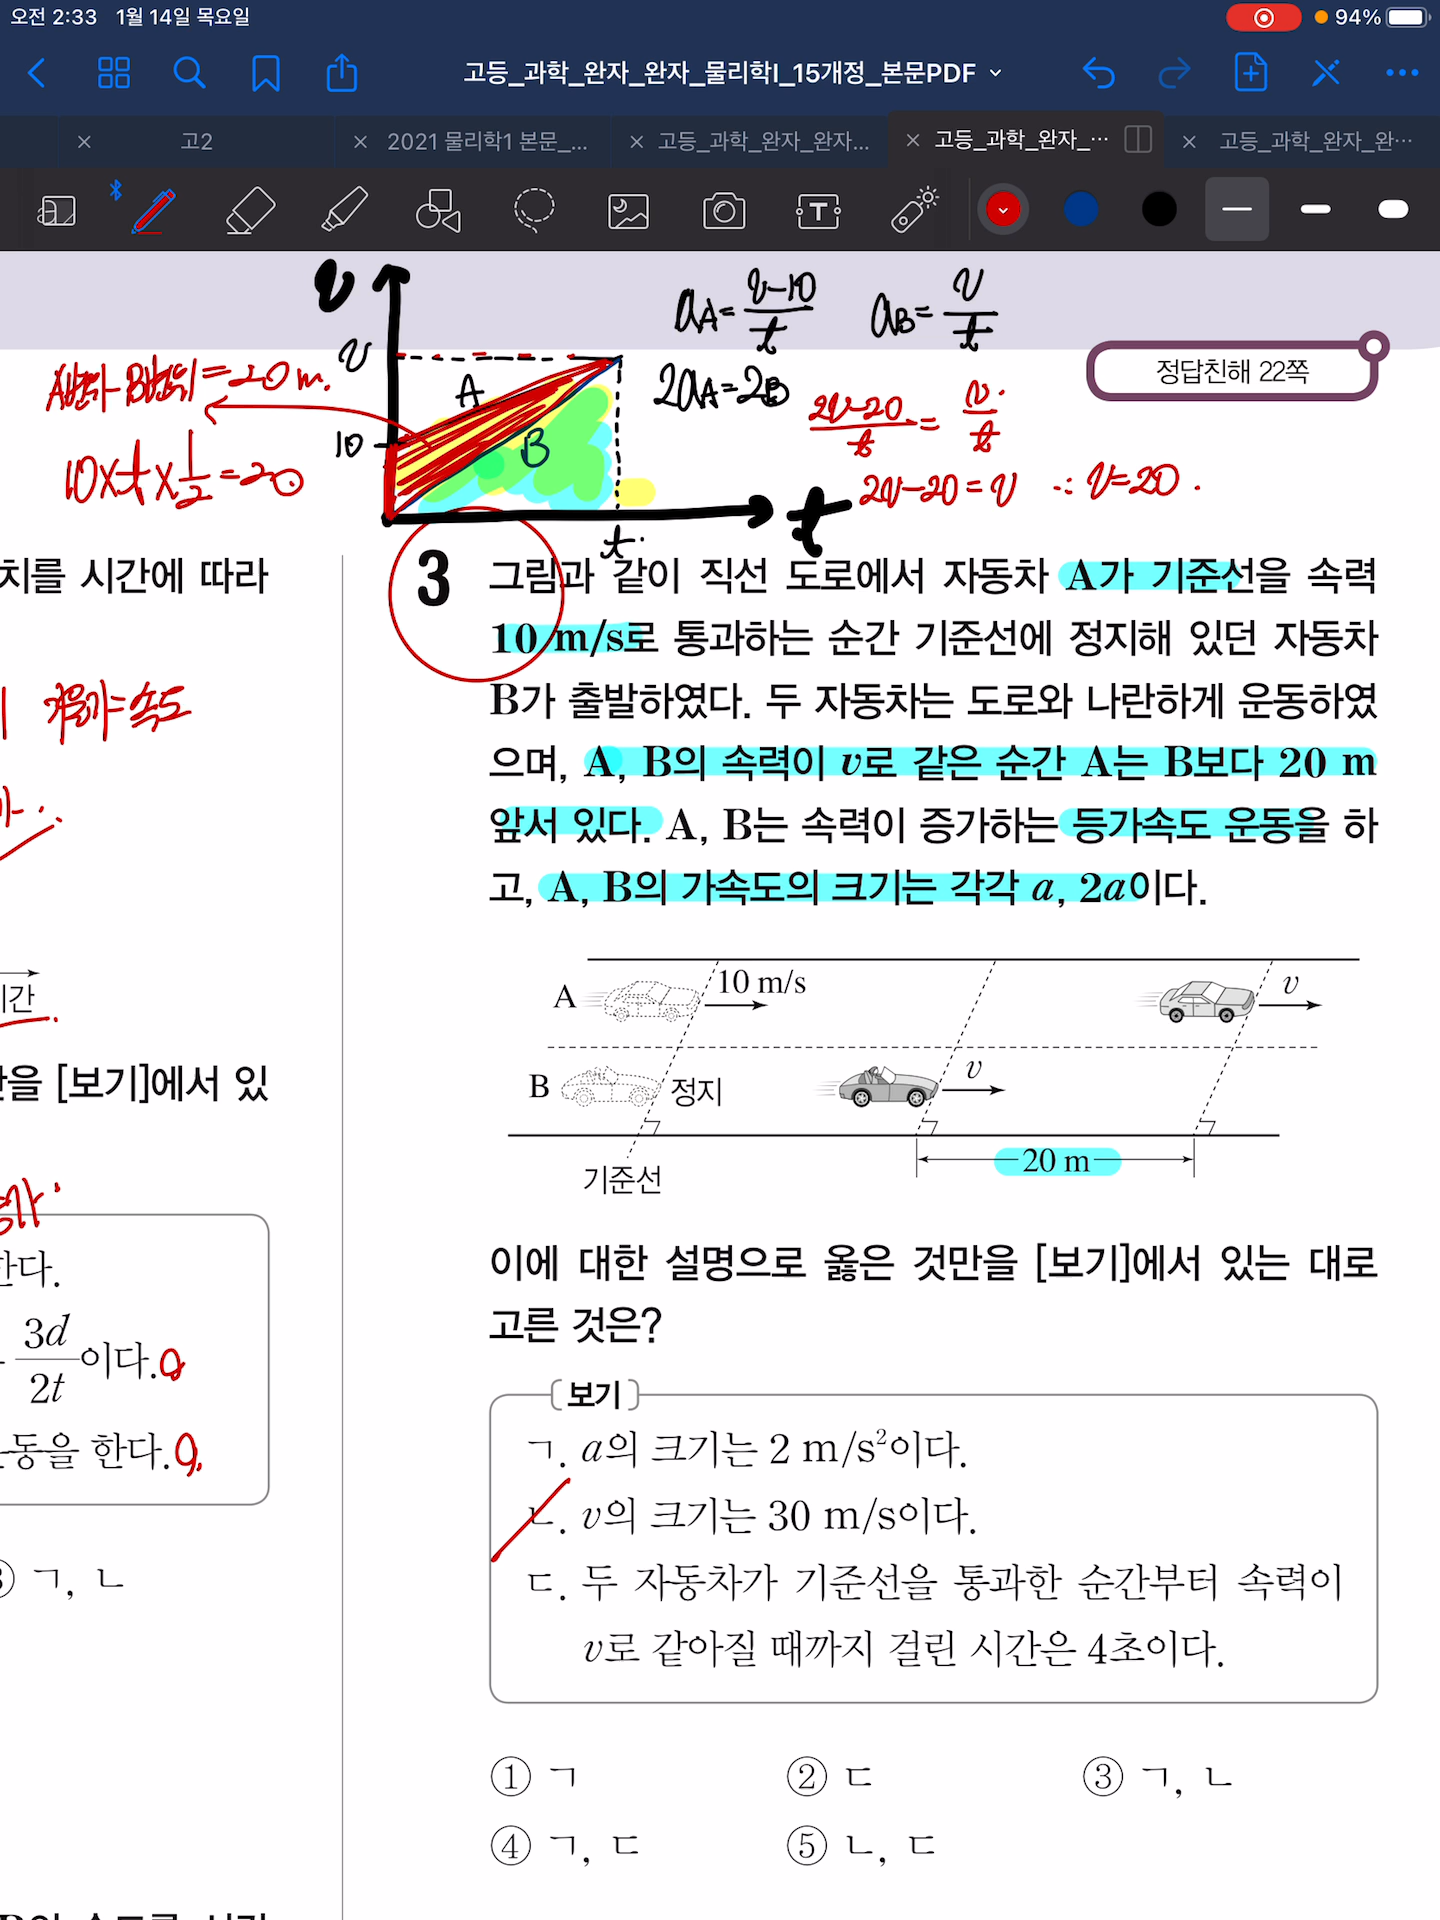 오전 2:33 1월 14일 목요일
94%
고등_과학_완자_완자_물리학I_15개정_본문PDF
고2
2021 물리학1 본문_...
고등_과학_완자_완자...
고등_과학_완자_...
고등_과학_완자_완...
v
v
10
A
B
t
t
aA = v-10/t
aB = v/t
2aA=2B
2v-20/t = v/t
2v-20=v ∴ v=20.
=20m.
10×t×1/2=20
정답친해 22쪽
치를 시간에 따라
=속도
시간
만을 [보기]에서 있
한다.
3d/2t 이다.
동을 한다.
ㄱ, ㄴ
3
그림과 같이 직선 도로에서 자동차 A가 기준선을 속력
10 m/s로 통과하는 순간 기준선에 정지해 있던 자동차
B가 출발하였다. 두 자동차는 도로와 나란하게 운동하였
으며, A, B의 속력이 v로 같은 순간 A는 B보다 20 m
앞서 있다. A, B는 속력이 증가하는 등가속도 운동을 하
고, A, B의 가속도의 크기는 각각 a, 2a이다.
A 10 m/s v
B 정지 v
20 m
기준선
이에 대한 설명으로 옳은 것만을 [보기]에서 있는 대로
고른 것은?
보기
ㄱ. a의 크기는 2 m/s²이다.
ㄴ. v의 크기는 30 m/s이다.
ㄷ. 두 자동차가 기준선을 통과한 순간부터 속력이
v로 같아질 때까지 걸린 시간은 4초이다.
① ㄱ ② ㄷ ③ ㄱ, ㄴ
④ ㄱ, ㄷ ⑤ ㄴ, ㄷ